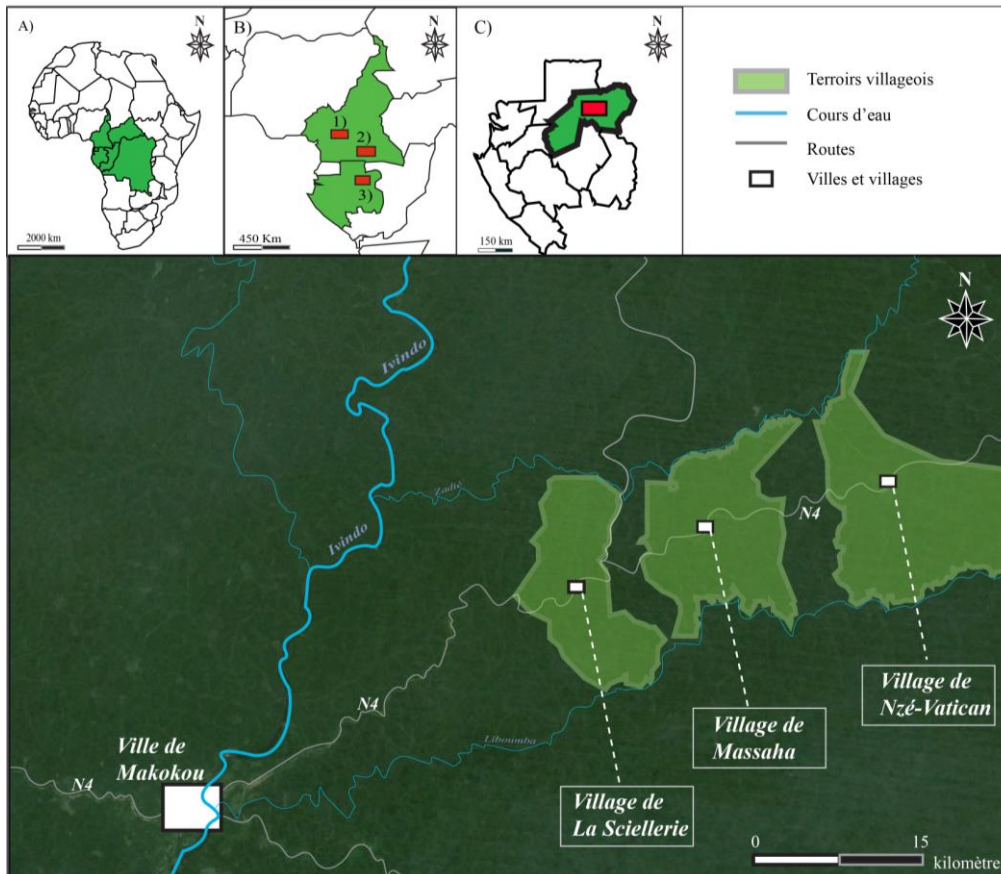 A)
N
2000 km
B)
N
1)
2)
3)
450 Km
C)
N
150 km
Terroirs villageois
Cours d'eau
Routes
Villes et villages
N
Ivindo
Zadié
Ivindo
N4
N4
Liboumba
N4
Ville de
Makokou
Village de
La Sciellerie
Village de
Massaha
Village de
Nzé-Vatican
0 15
kilomètre